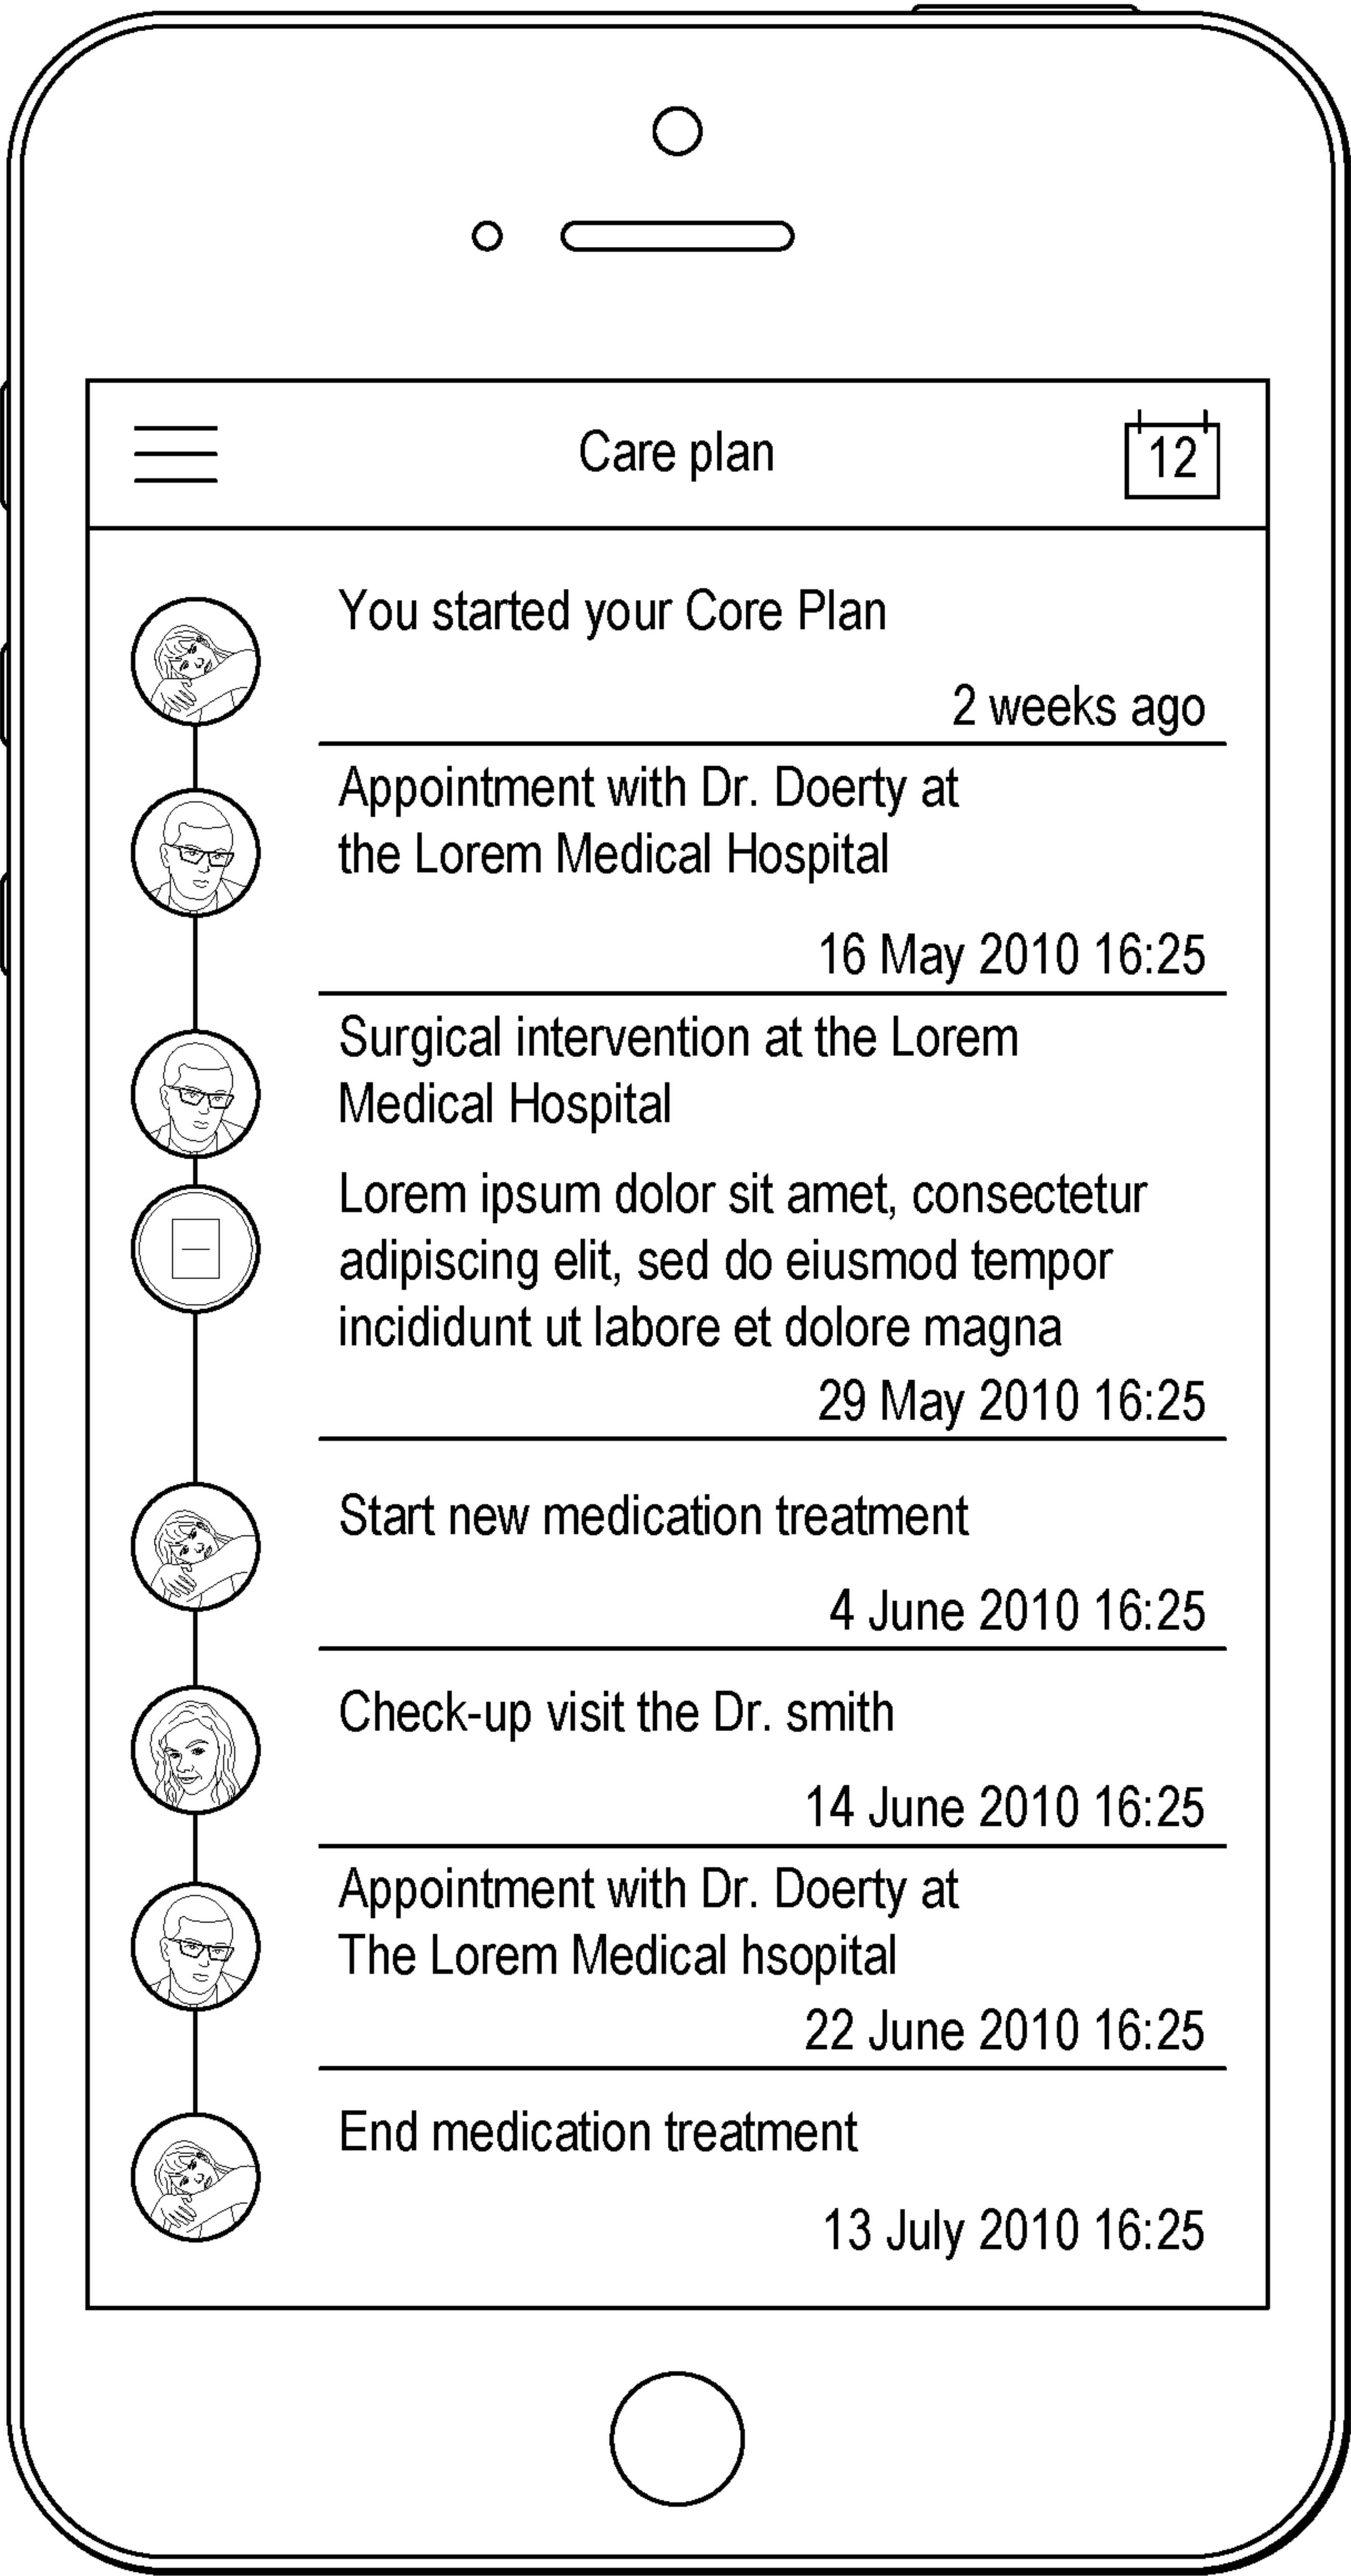 Care plan
12
You started your Core Plan
2 weeks ago
Appointment with Dr. Doerty at
the Lorem Medical Hospital
16 May 2010 16:25
Surgical intervention at the Lorem
Medical Hospital
Lorem ipsum dolor sit amet, consectetur
adipiscing elit, sed do eiusmod tempor
incididunt ut labore et dolore magna
29 May 2010 16:25
Start new medication treatment
4 June 2010 16:25
Check-up visit the Dr. smith
14 June 2010 16:25
Appointment with Dr. Doerty at
The Lorem Medical hsopital
22 June 2010 16:25
End medication treatment
13 July 2010 16:25